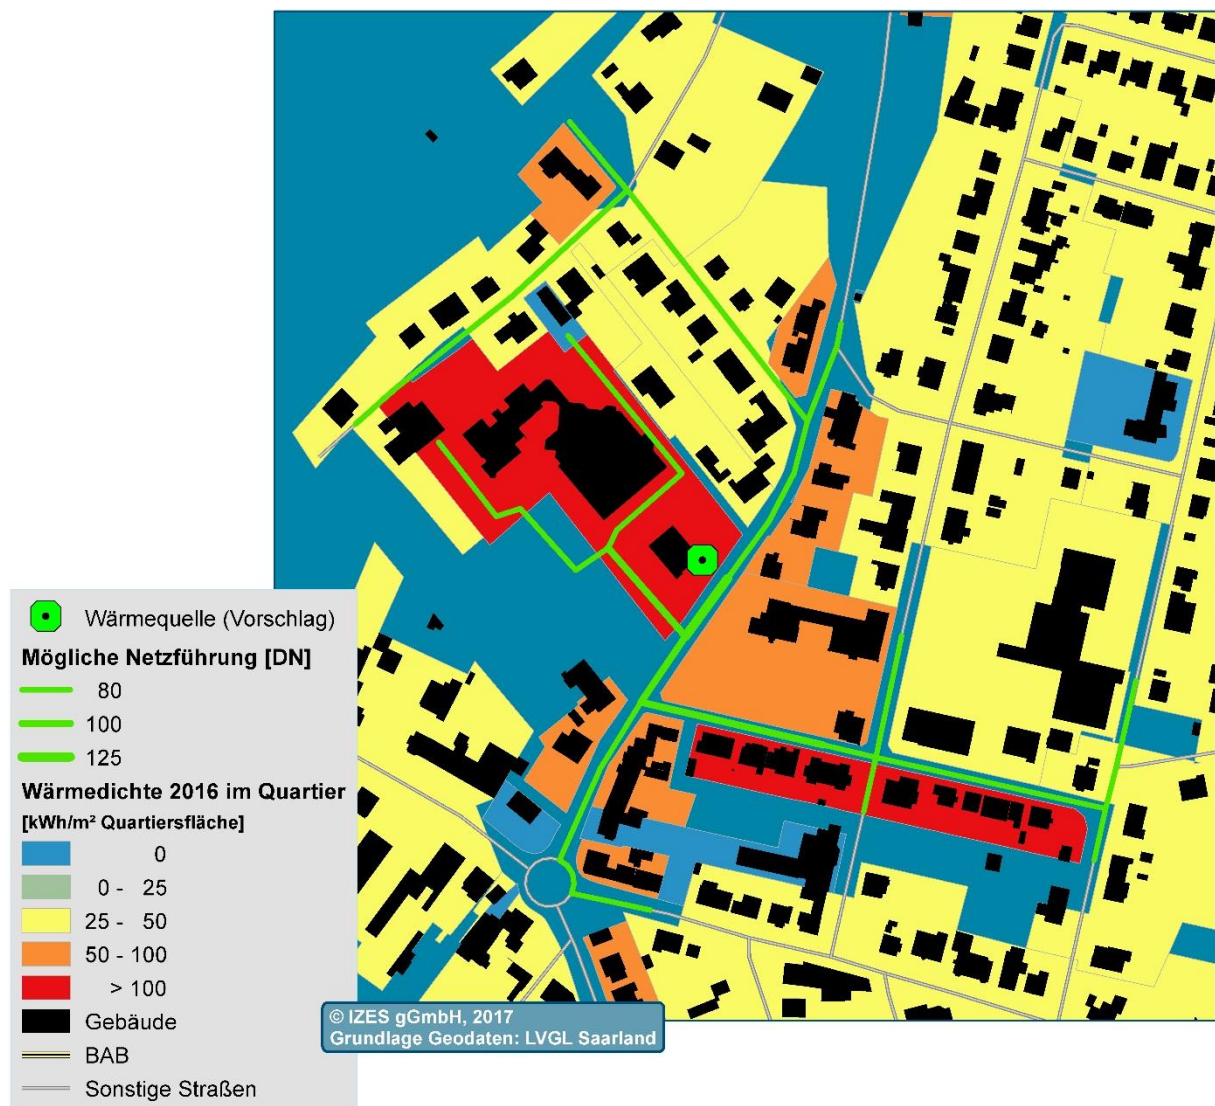 Wärmequelle (Vorschlag)
Mögliche Netzführung [DN]
80
100
125
Wärmedichte 2016 im Quartier
[kWh/m² Quartiersfläche]
0
0 - 25
25 - 50
50 - 100
> 100
Gebäude
BAB
Sonstige Straßen
© IZES gGmbH, 2017
Grundlage Geodaten: LVGL Saarland